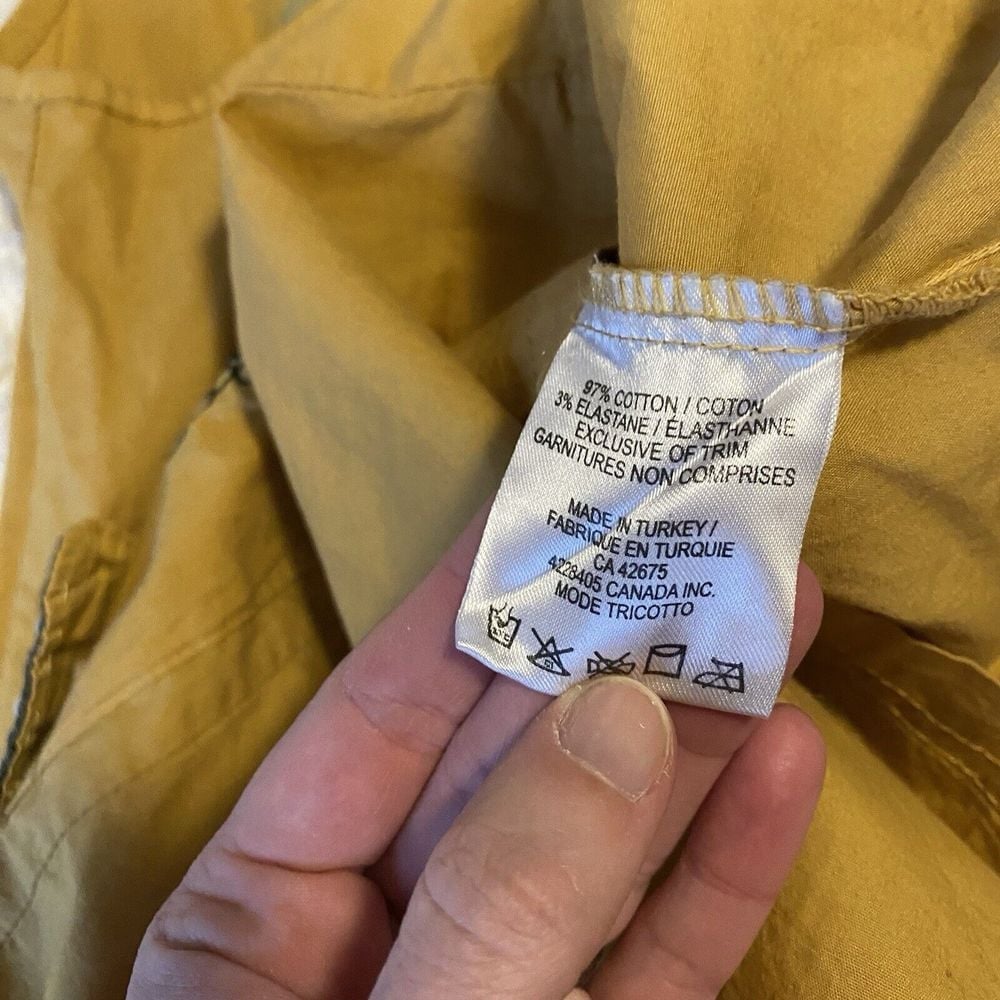 97% COTTON / COTON
3% ELASTANE / ÉLASTHANNE
EXCLUSIVE OF TRIM
GARNITURES NON COMPRISES
MADE IN TURKEY /
FABRIQUE EN TURQUIE
CA 42675
4228405 CANADA INC.
MODE TRICOTTO